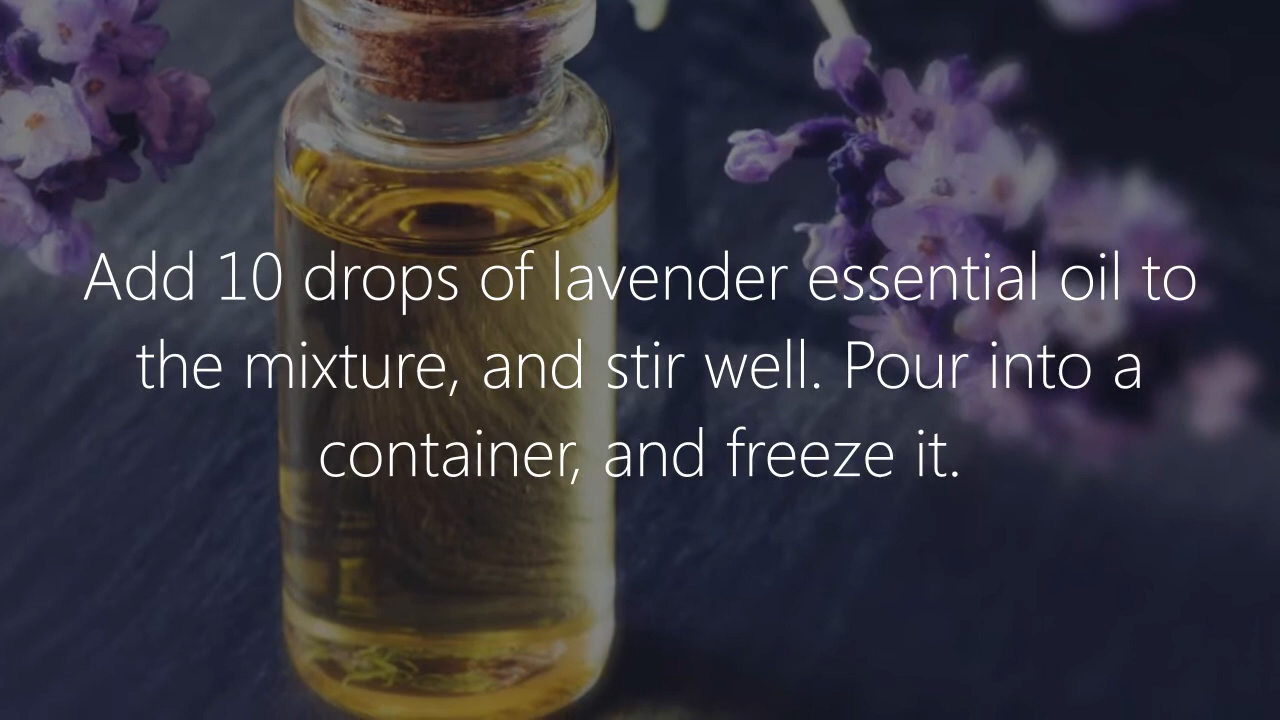 Add 10 drops of lavender essential oil to
the mixture, and stir well. Pour into a
container, and freeze it.